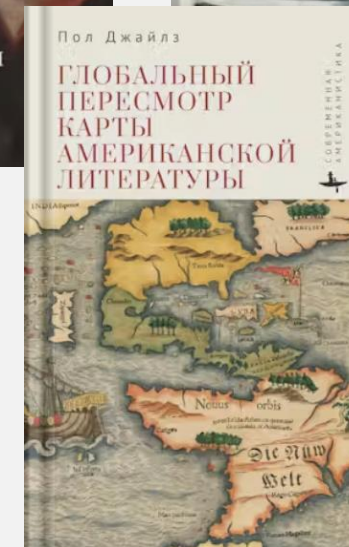 Пол Джайлз
ГЛОБАЛЬНЫЙ
ПЕРЕСМОТР
КАРТЫ
АМЕРИКАНСКОЙ
ЛИТЕРАТУРЫ
СОВРЕМЕННАЯ
АМЕРИКАНИСТИКА
Nouus orbis
Die Nüw
Welt